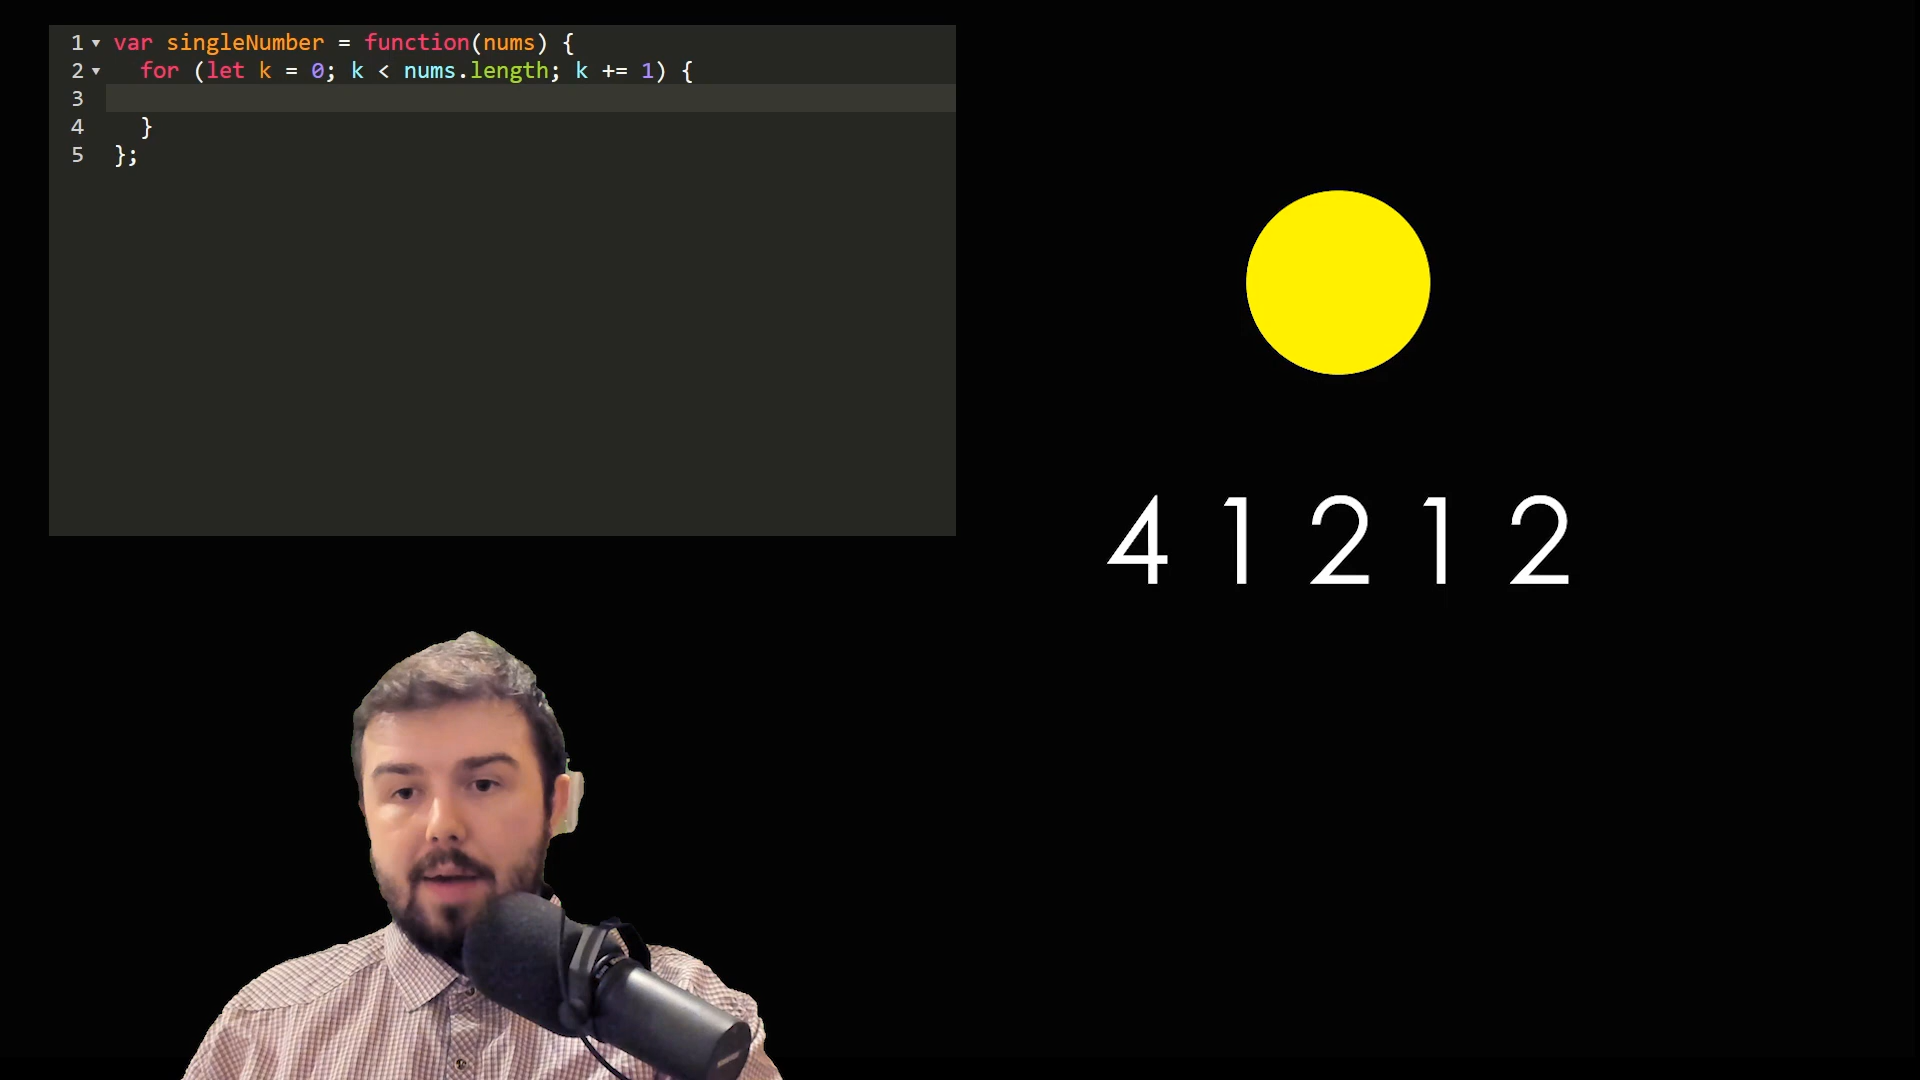 1 var singleNumber = function(nums) {
2 for (let k = 0; k < nums.length; k += 1) {
3
4 }
5 };
4 1 2 1 2